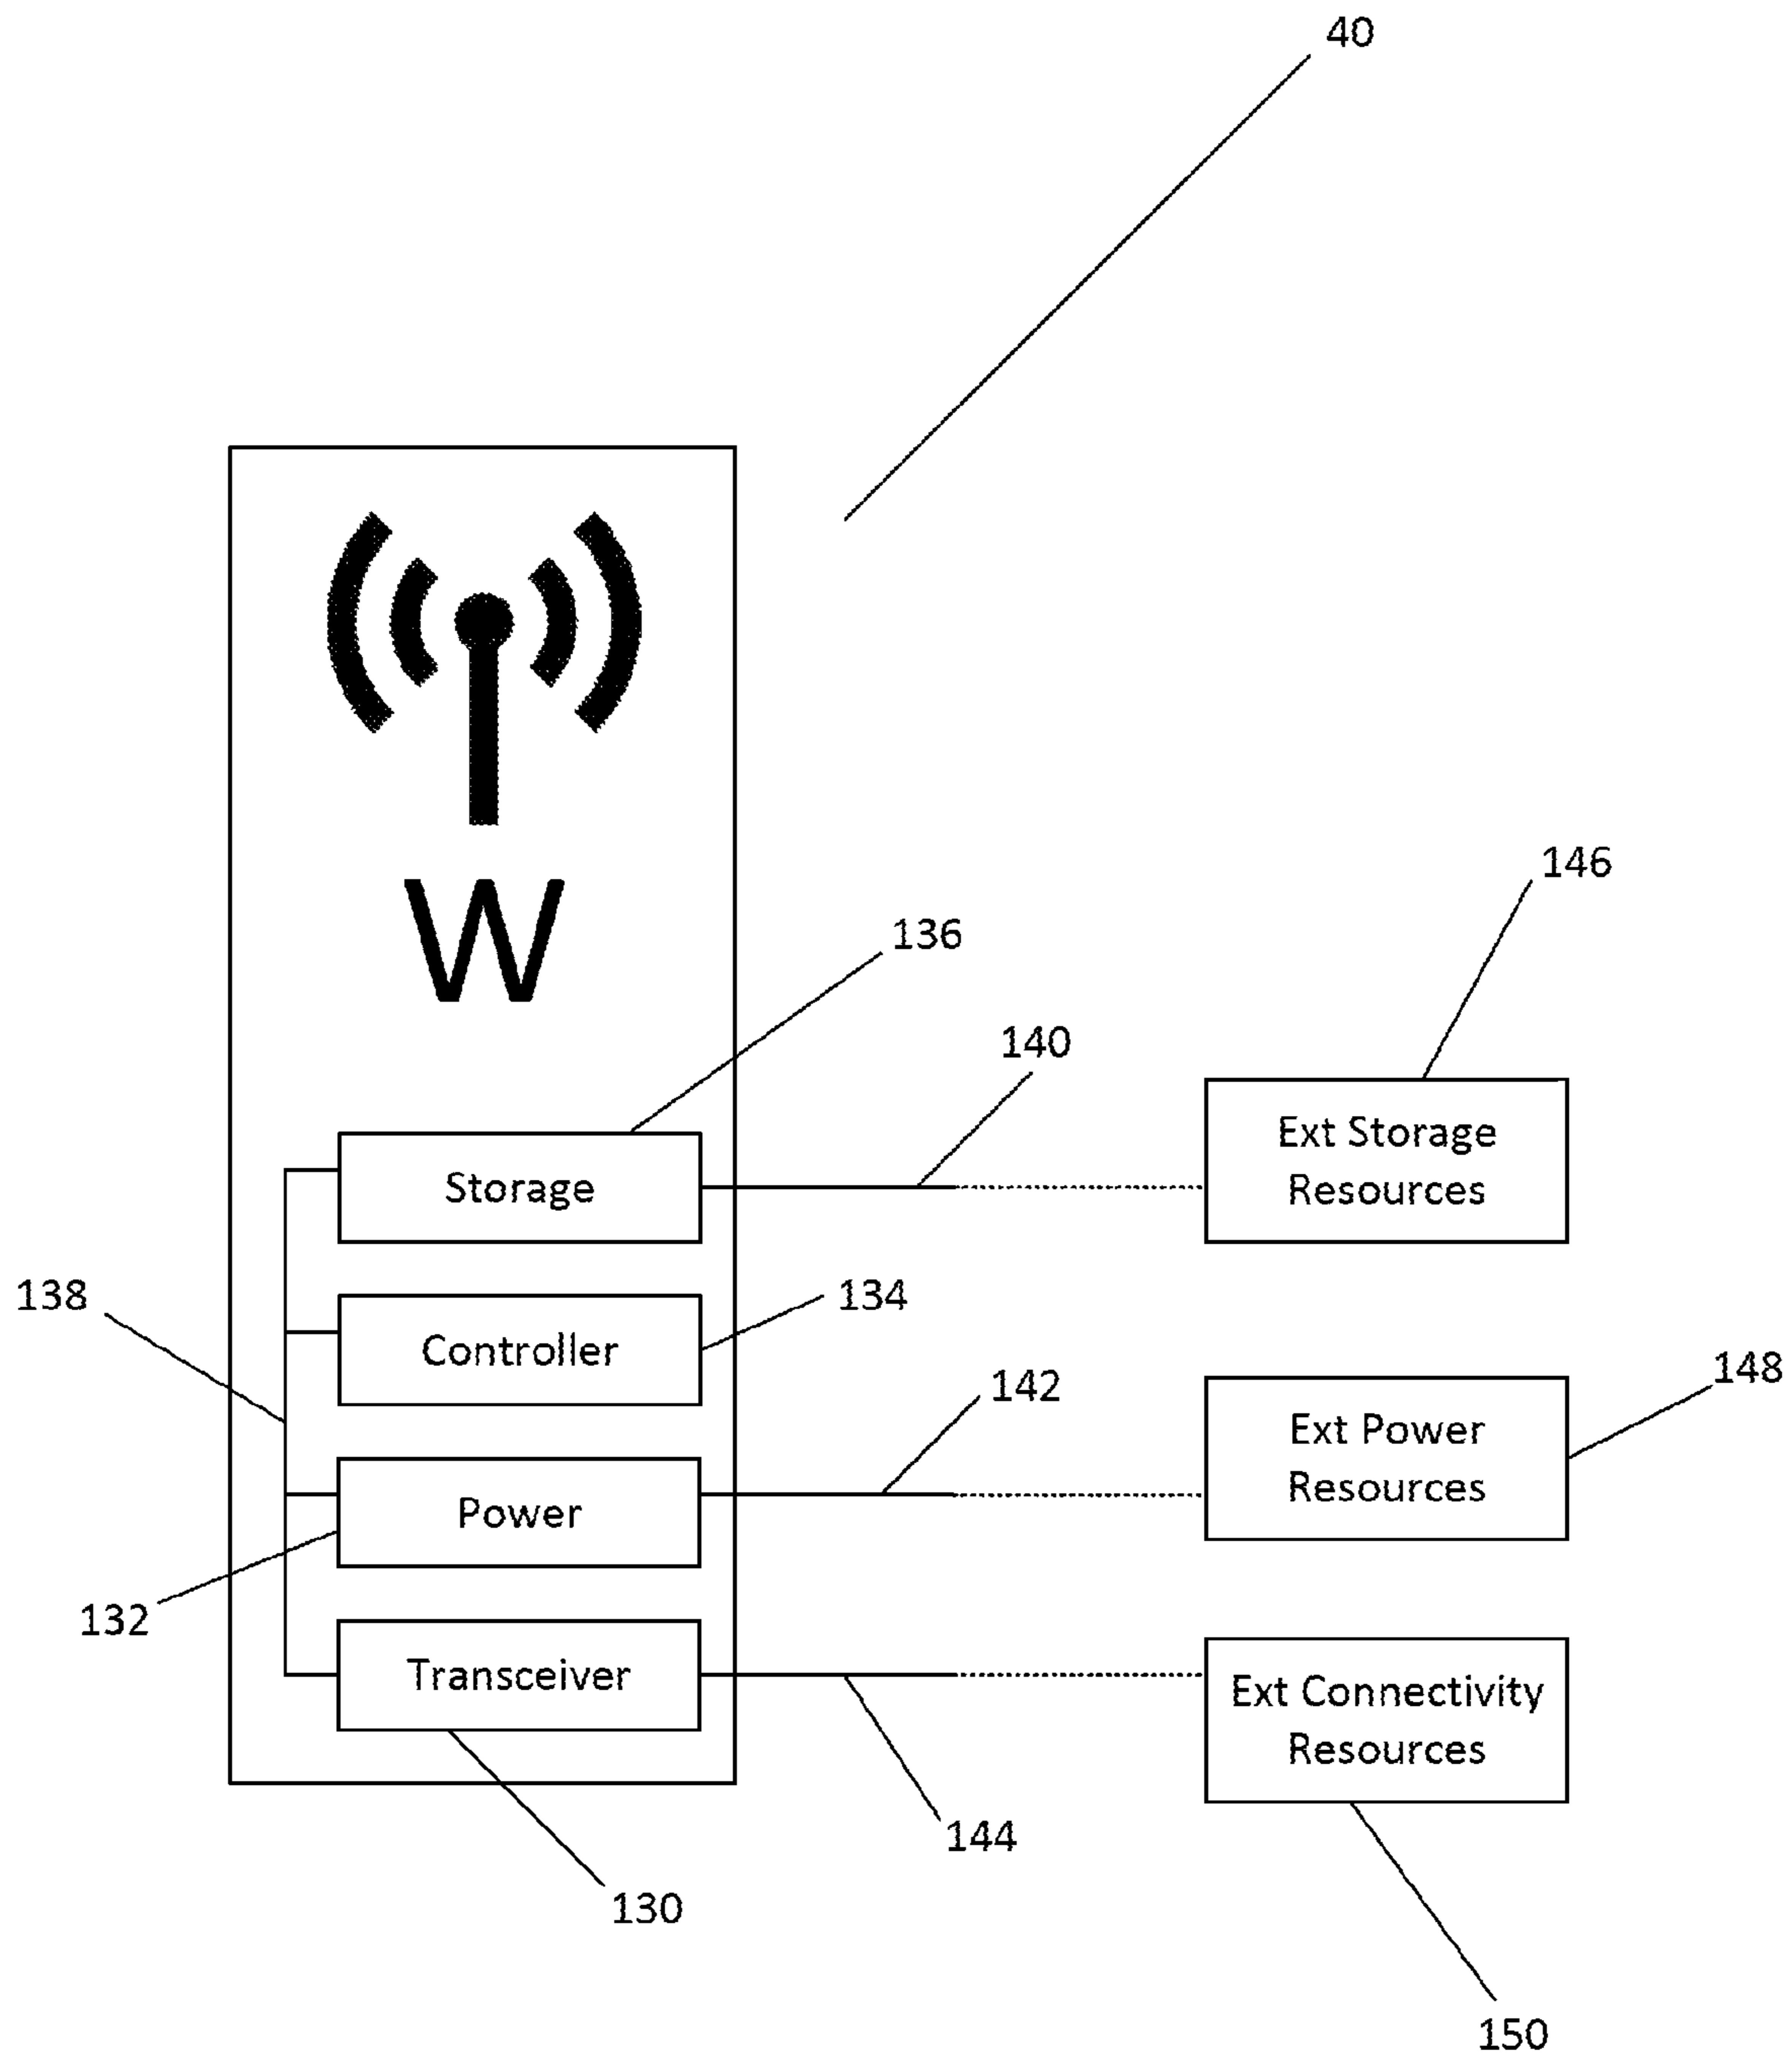 40
146
W
136
140
Ext Storage
Resources
Storage
138
134
Controller
148
142
Ext Power
Resources
Power
132
Transceiver
Ext Connectivity
Resources
144
130
150